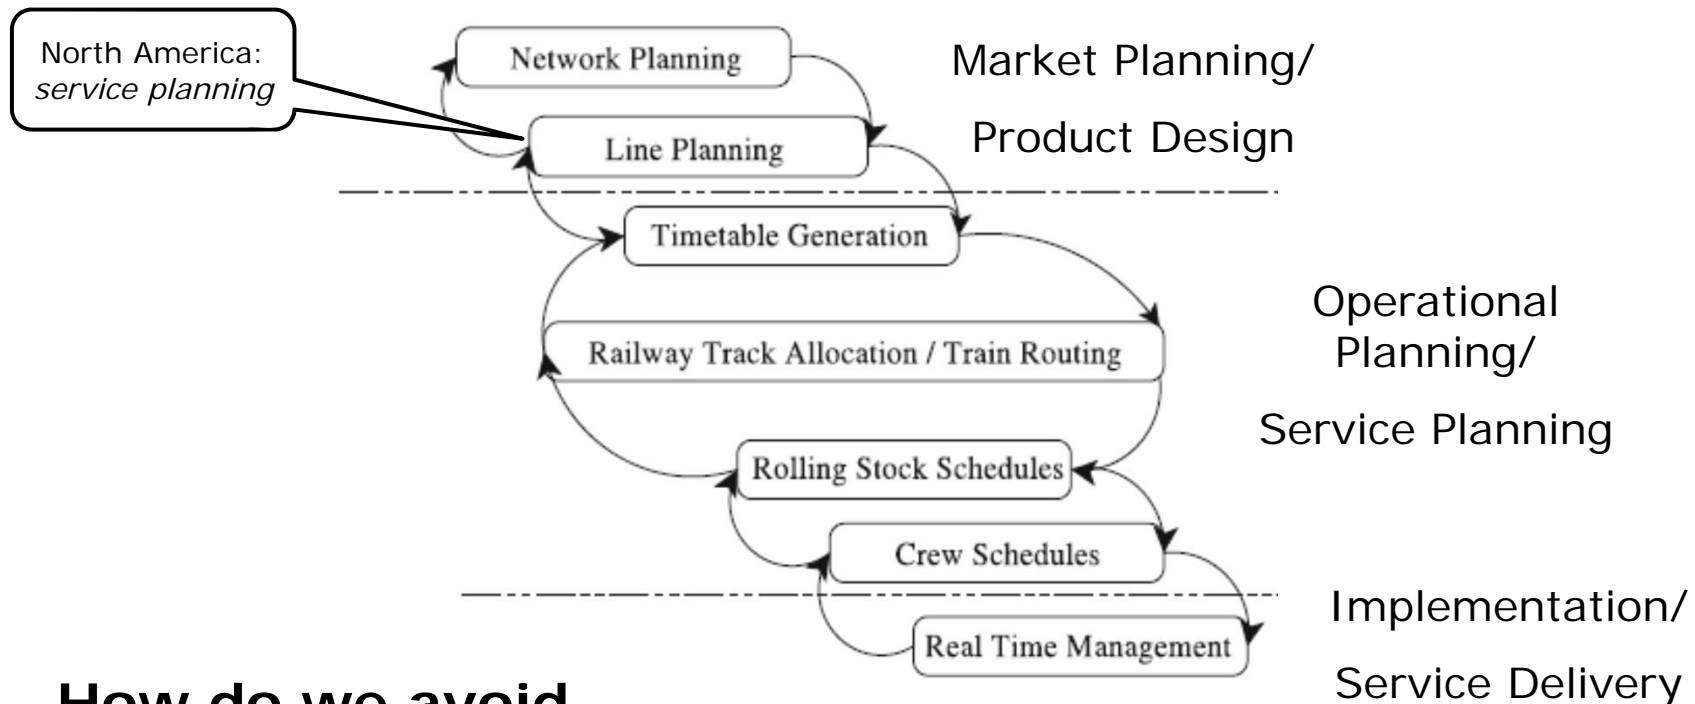 North America:
service planning
Network Planning
Market Planning/
Line Planning
Product Design
Timetable Generation
Operational
Planning/
Railway Track Allocation / Train Routing
Service Planning
Rolling Stock Schedules
Crew Schedules
Implementation/
Real Time Management
Service Delivery
How do we avoid